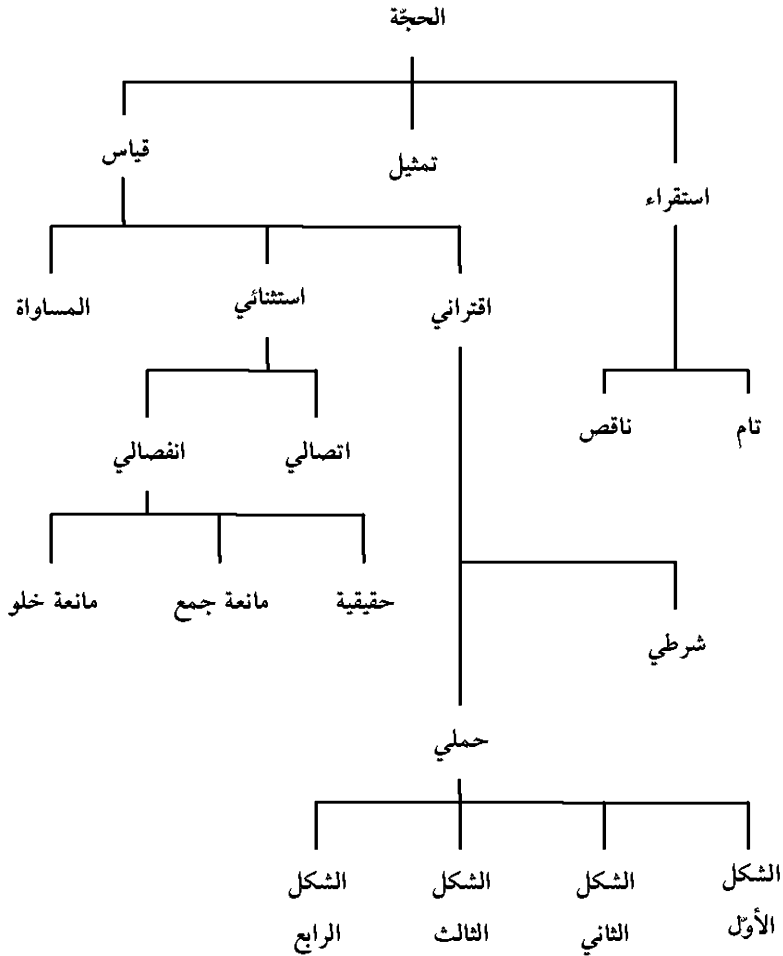 الحجّة
استقراء
تمثيل
قياس
اقتراني
استثنائي
المساواة
تام
ناقص
اتصالي
انفصالي
حقيقية
مانعة جمع
مانعة خلو
شرطي
حملي
الشكل
الأوّل
الشكل
الثاني
الشكل
الثالث
الشكل
الرابع